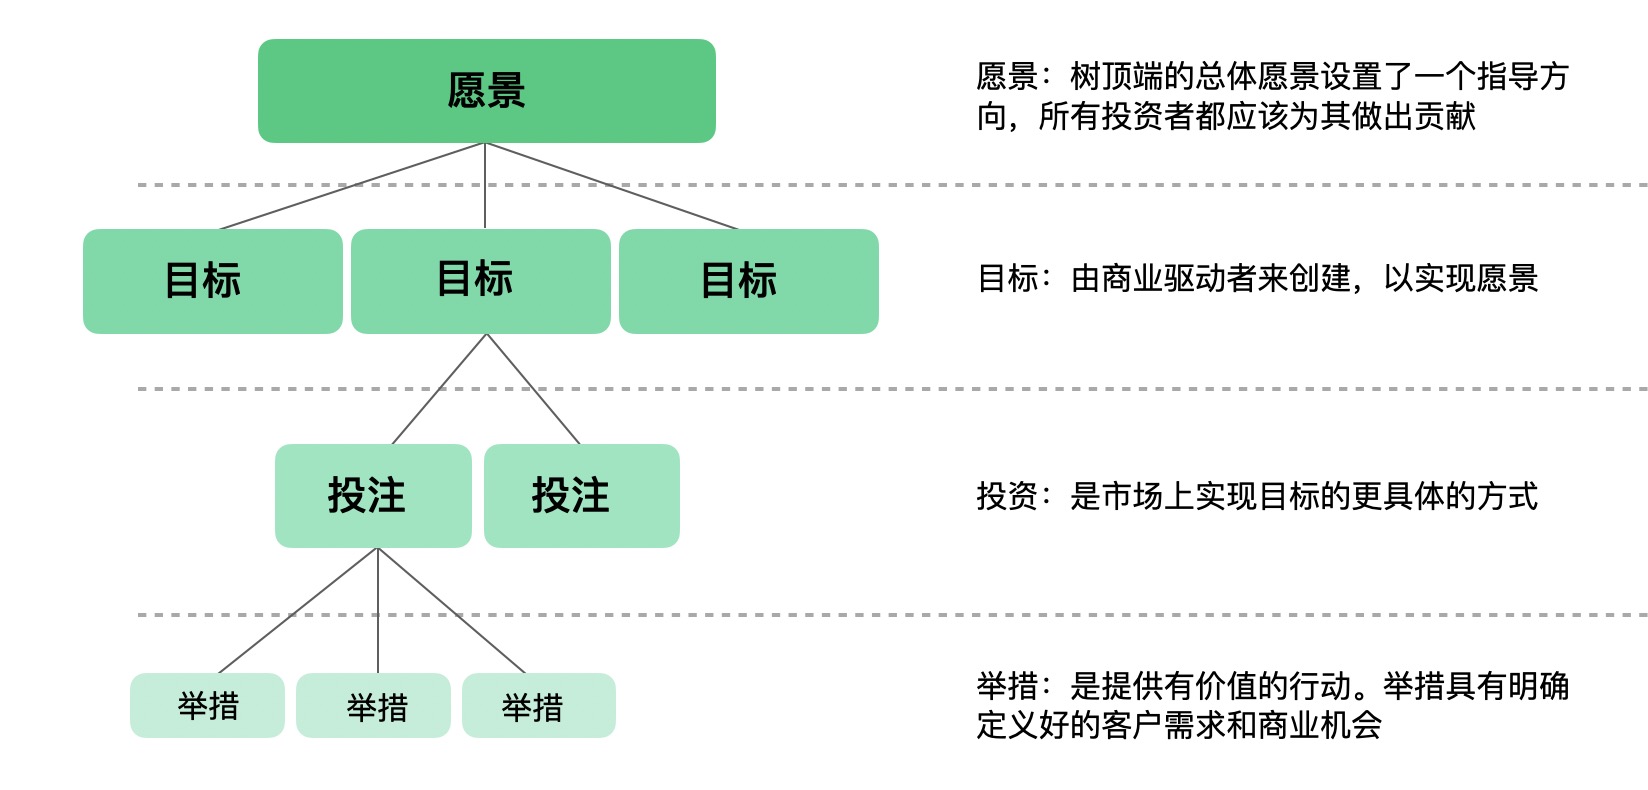 愿景
愿景：树顶端的总体愿景设置了一个指导方
向，所有投资者都应该为其做出贡献
目标
目标
目标
目标：由商业驱动者来创建，以实现愿景
投注
投注
投资：是市场上实现目标的更具体的方式
举措
举措
举措
举措：是提供有价值的行动。举措具有明确
定义好的客户需求和商业机会